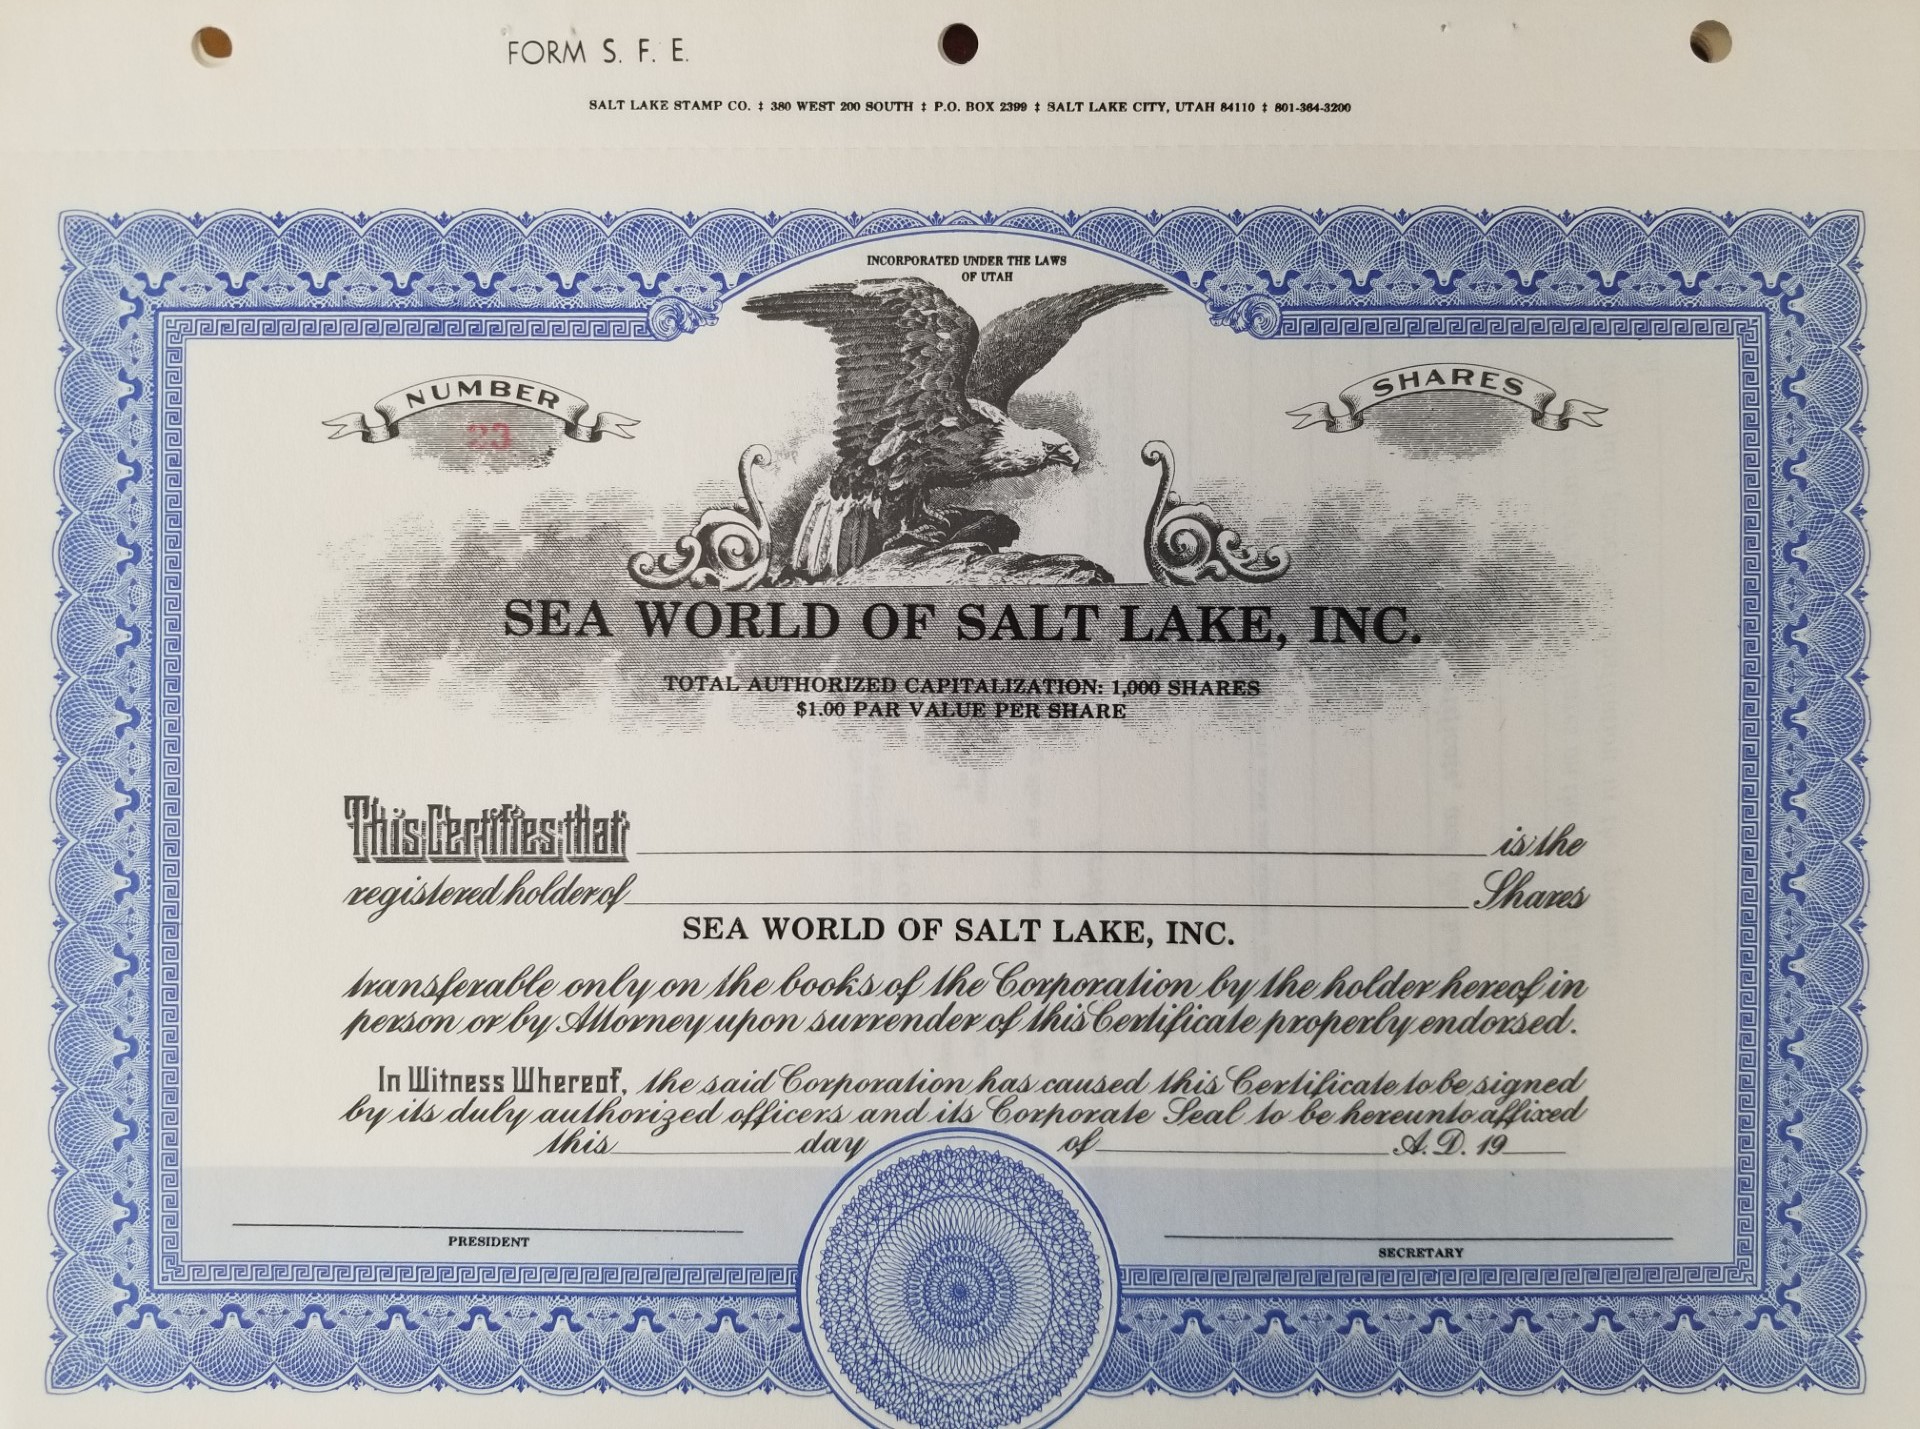 FORM S. F. E.
SALT LAKE STAMP CO. ‡ 380 WEST 200 SOUTH ‡ P.O. BOX 2399 ‡ SALT LAKE CITY, UTAH 84110 ‡ 801-364-3200
INCORPORATED UNDER THE LAWS
OF UTAH
NUMBER
23
SHARES
SEA WORLD OF SALT LAKE, INC.
TOTAL AUTHORIZED CAPITALIZATION: 1,000 SHARES
$1.00 PAR VALUE PER SHARE
This Certifies that is the
registered holder of Shares
SEA WORLD OF SALT LAKE, INC.
transferable only on the books of the Corporation by the holder hereof in
person or by Attorney upon surrender of this Certificate properly endorsed.
In Witness Whereof, the said Corporation has caused this Certificate to be signed
by its duly authorized officers and its Corporate Seal to be hereunto affixed
this day of A.D. 19
PRESIDENT
SECRETARY